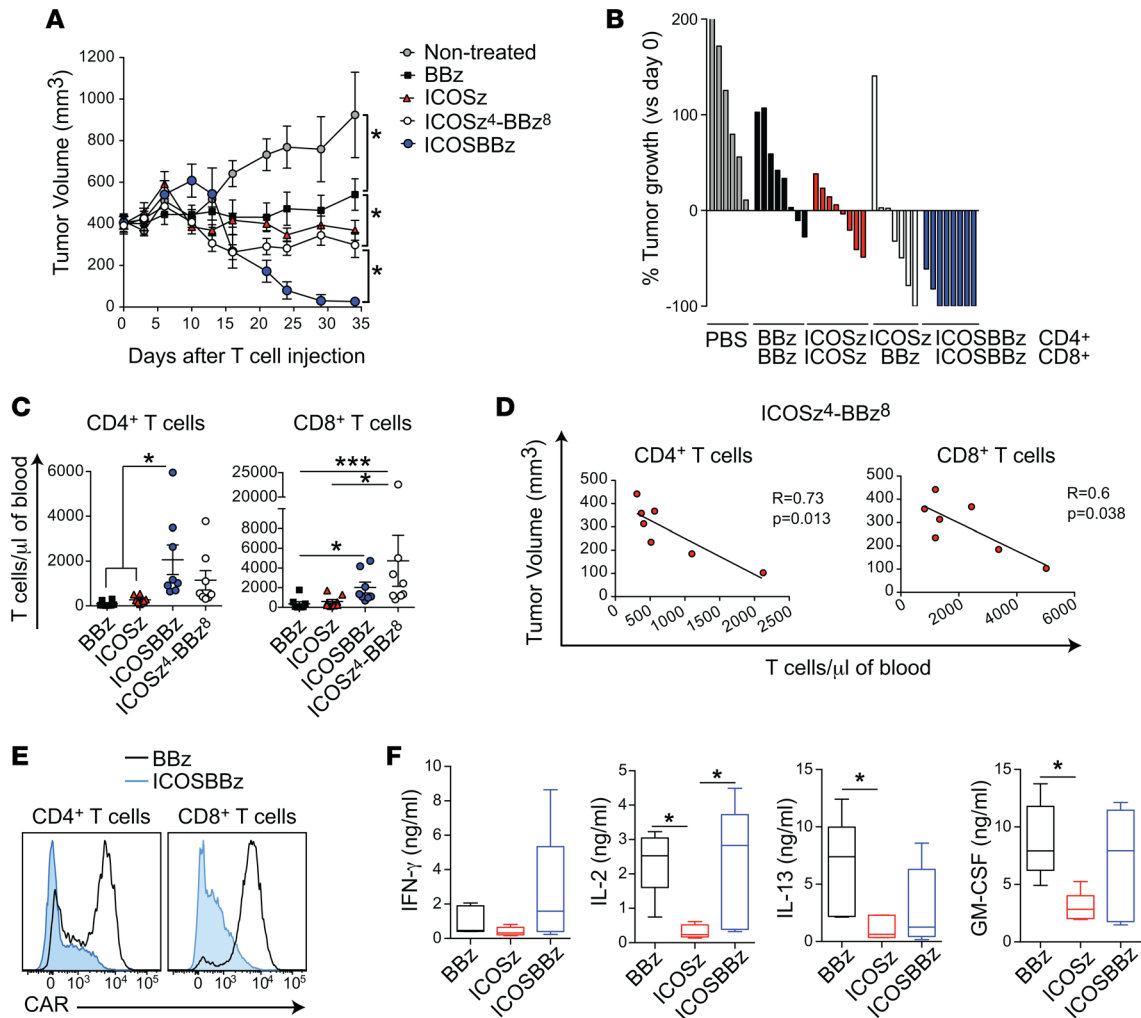 A
Tumor Volume (mm³)
1200
1000
800
600
400
200
0
0 5 10 15 20 25 30 35
Days after T cell injection
Non-treated
BBz
ICOSz
ICOSz⁴-BBz⁸
ICOSBBz
*
*
*
B
% Tumor growth (vs day 0)
200
100
0
-100
PBS BBz ICOSz ICOSz ICOSBBz CD4+
BBz ICOSz BBz ICOSBBz CD8+
C
CD4⁺ T cells
CD8⁺ T cells
T cells/μl of blood
6000
4000
2000
0
*
BBz
ICOSz
ICOSBBz
ICOSz⁴-BBz⁸
25000
20000
15000
10000
8000
6000
4000
2000
0
***
*
*
BBz
ICOSz
ICOSBBz
ICOSz⁴-BBz⁸
D
ICOSz⁴-BBz⁸
Tumor Volume (mm³)
CD4⁺ T cells
500
400
300
200
100
0
0 500 1000 1500 2000 2500
R=0.73
p=0.013
CD8⁺ T cells
500
400
300
200
100
0
0 2000 4000 6000
R=0.6
p=0.038
T cells/μl of blood
E
BBz
ICOSBBz
CD4⁺ T cells
CD8⁺ T cells
0 10³ 10⁴ 10⁵
0 10³ 10⁴ 10⁵
CAR
F
IFN-γ (ng/ml)
10
8
6
4
2
0
BBz
ICOSz
ICOSBBz
IL-2 (ng/ml)
5
4
3
2
1
0
*
*
BBz
ICOSz
ICOSBBz
IL-13 (ng/ml)
15
10
5
0
*
BBz
ICOSz
ICOSBBz
GM-CSF (ng/ml)
15
10
5
0
*
BBz
ICOSz
ICOSBBz